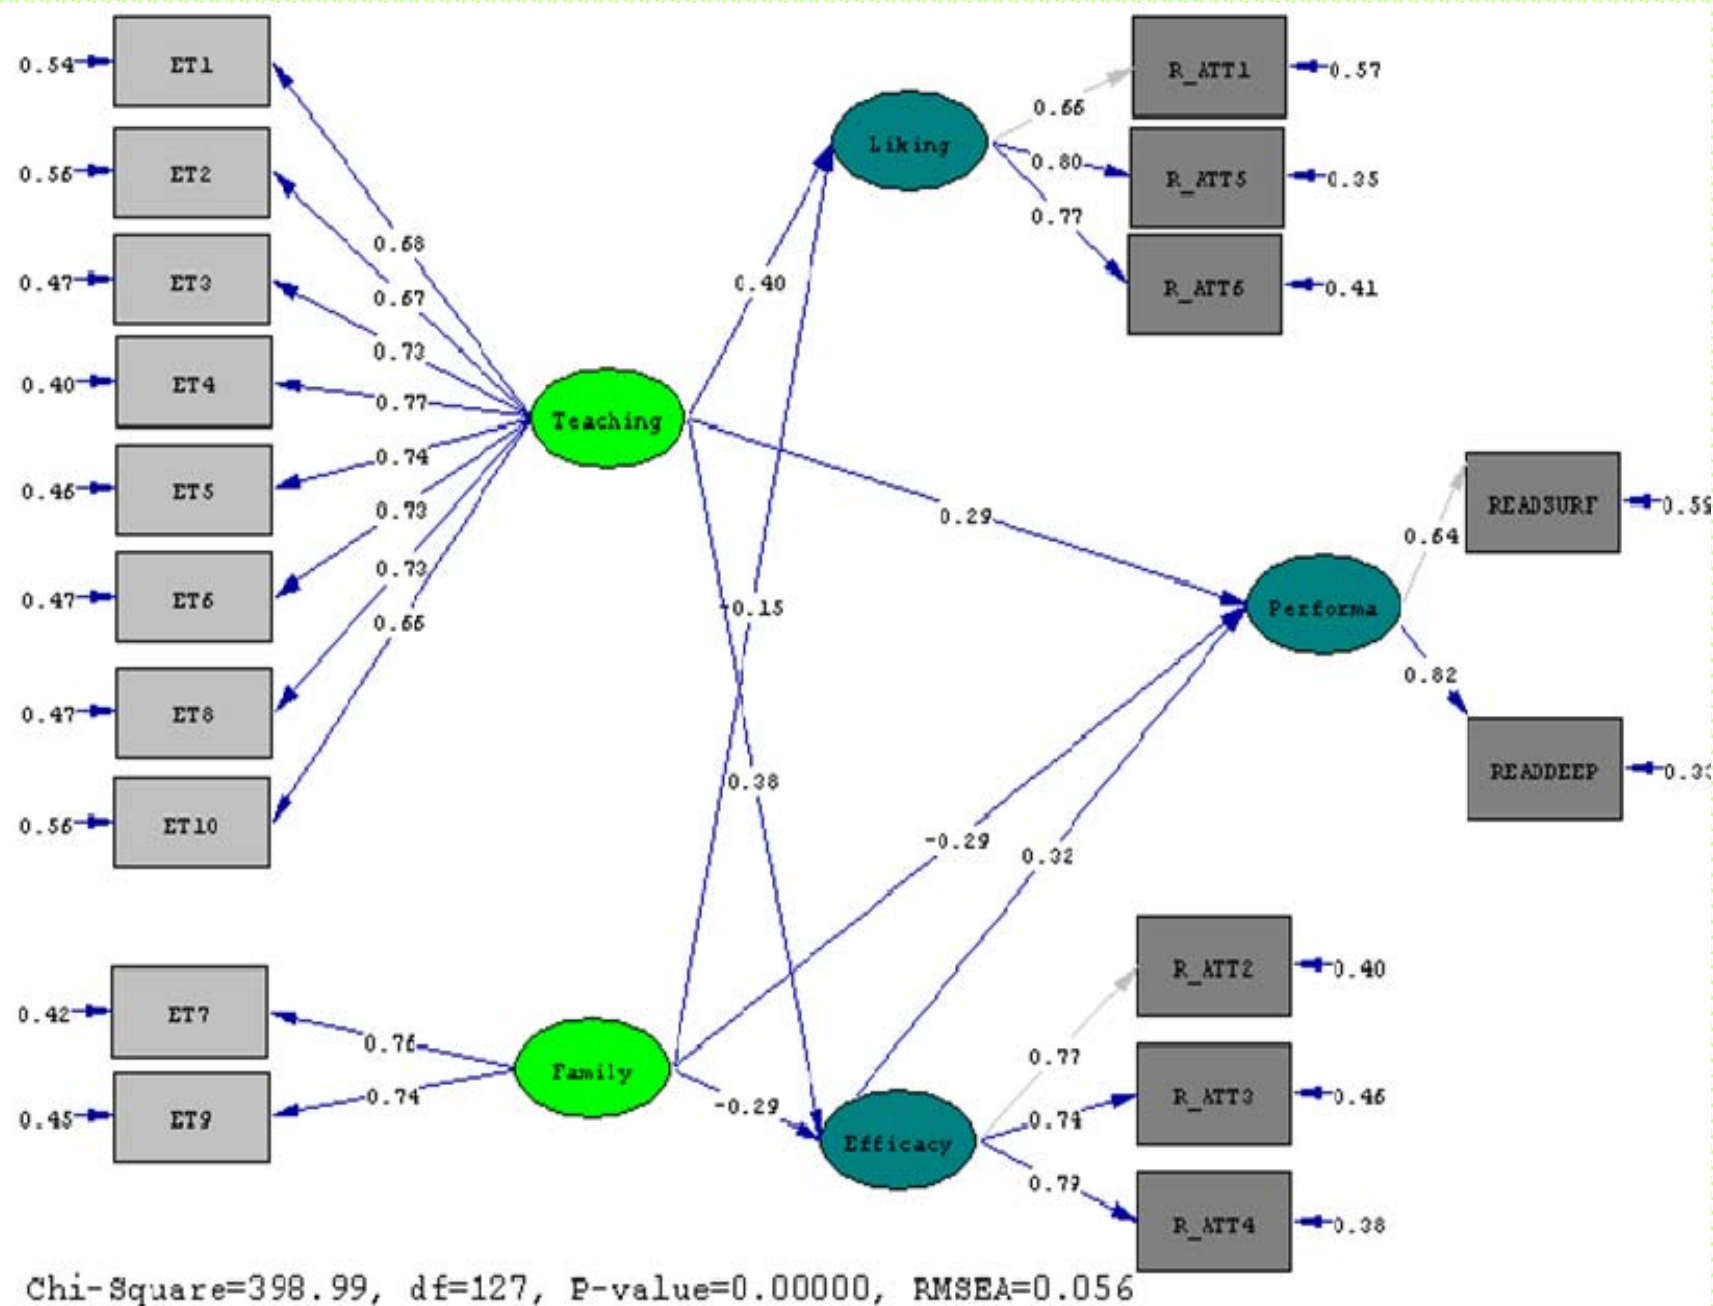 0.54 ET1
0.56 ET2
0.47 ET3
0.40 ET4
0.46 ET5
0.47 ET6
0.47 ET8
0.56 ET10
0.42 ET7
0.45 ET9
0.68
0.67
0.73
0.77
0.74
0.73
0.73
0.66
0.76
0.74
Teaching
Family
0.40
-0.15
0.38
0.29
-0.29
0.32
-0.29
Liking
0.66
0.80
0.77
R_ATT1 0.57
R_ATT5 0.35
R_ATT6 0.41
Performa
0.64
0.82
READSURF 0.59
READDEEP
Efficacy
0.77
0.74
0.79
R_ATT2 0.40
R_ATT3 0.46
R_ATT4 0.38
Chi-Square=398.99, df=127, P-value=0.00000, RMSEA=0.056